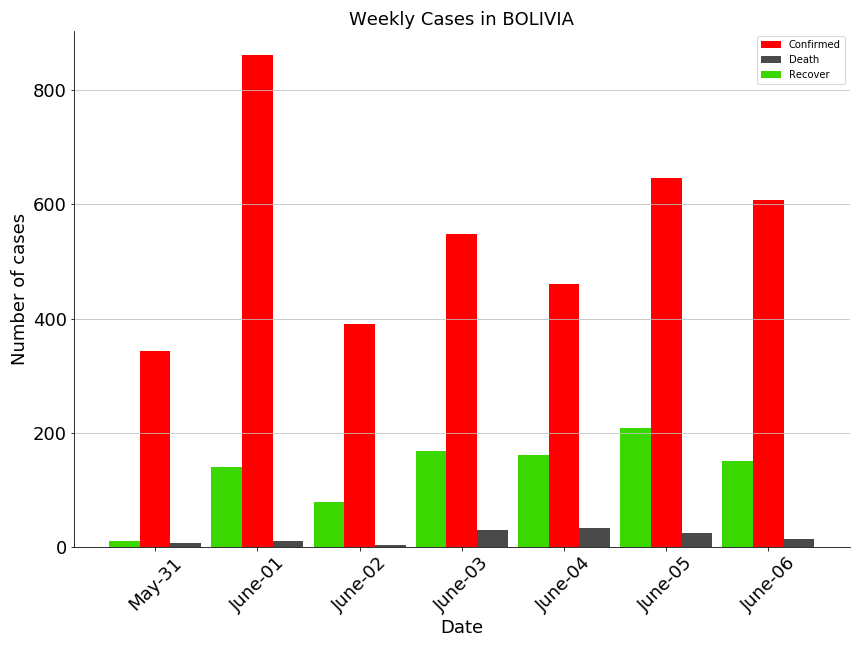 Weekly Cases in BOLIVIA
Confirmed
Death
Recover
Number of cases
800
600
400
200
0
May-31
June-01
June-02
June-03
June-04
June-05
June-06
Date